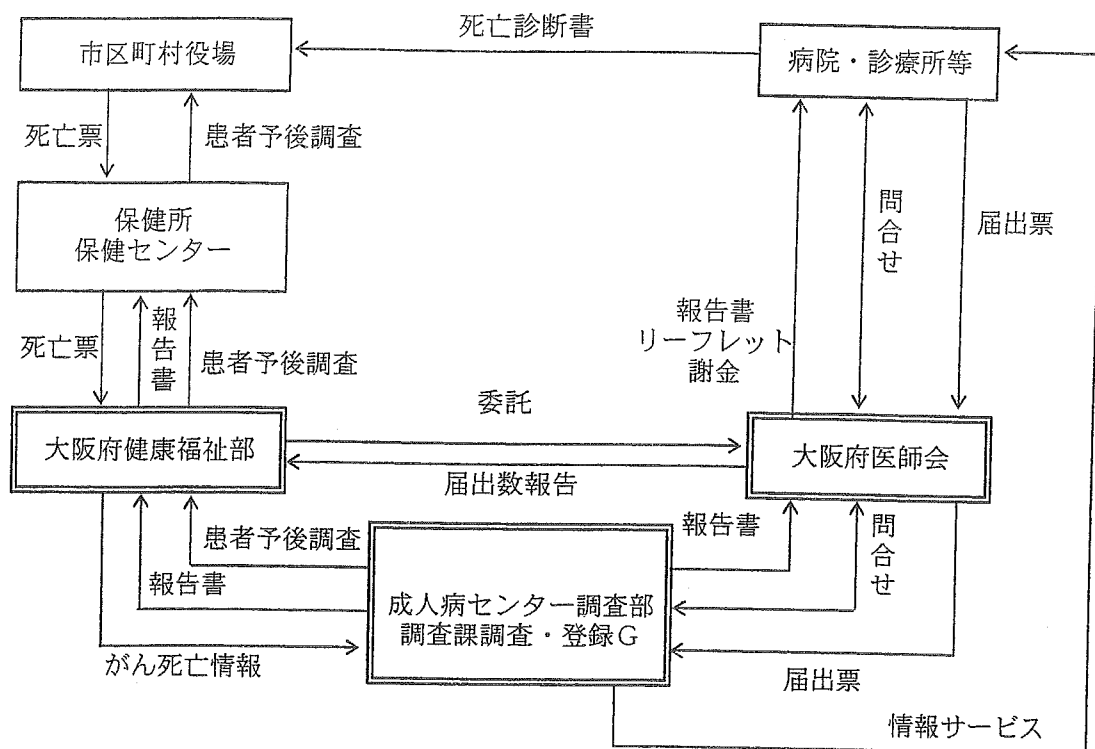 死亡診断書
市区町村役場
病院・診療所等
死亡票
患者予後調査
保健所
保健センター
問合せ
届出票
死亡票
報告書
患者予後調査
報告書
リーフレット
謝金
委託
大阪府健康福祉部
大阪府医師会
届出数報告
患者予後調査
報告書
問合せ
報告書
成人病センター調査部
調査課調査・登録G
がん死亡情報
届出票
情報サービス